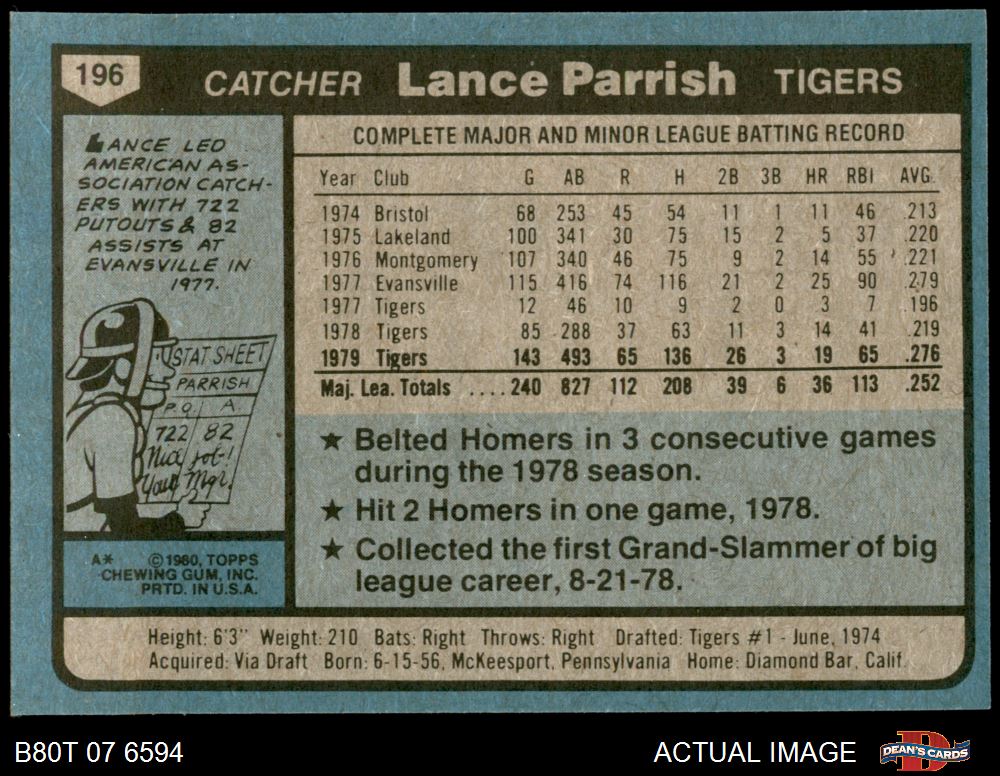 196 CATCHER Lance Parrish TIGERS
LANCE LED
AMERICAN AS-
SOCIATION CATCH-
ERS WITH 722
PUTOUTS & 82
ASSISTS AT
EVANSVILLE IN
1977.
STAT SHEET
PARRISH
P.O. A.
722 82
Nice job!
Your Mgr.
A* © 1980, TOPPS
CHEWING GUM, INC.
PRTD. IN U.S.A.
COMPLETE MAJOR AND MINOR LEAGUE BATTING RECORD
Year Club G AB R H 2B 3B HR RBI AVG.
1974 Bristol 68 253 45 54 11 1 11 46 .213
1975 Lakeland 100 341 30 75 15 2 5 37 .220
1976 Montgomery 107 340 46 75 9 2 14 55 .221
1977 Evansville 115 416 74 116 21 2 25 90 .279
1977 Tigers 12 46 10 9 2 0 3 7 .196
1978 Tigers 85 288 37 63 11 3 14 41 .219
1979 Tigers 143 493 65 136 26 3 19 65 .276
Maj. Lea. Totals ....240 827 112 208 39 6 36 113 .252
★ Belted Homers in 3 consecutive games
during the 1978 season.
★ Hit 2 Homers in one game, 1978.
★ Collected the first Grand-Slammer of big
league career, 8-21-78.
Height: 6'3" Weight: 210 Bats: Right Throws: Right Drafted: Tigers #1 - June, 1974
Acquired: Via Draft Born: 6-15-56, McKeesport, Pennsylvania Home: Diamond Bar, Calif.
B80T 07 6594 ACTUAL IMAGE DEAN'S CARDS